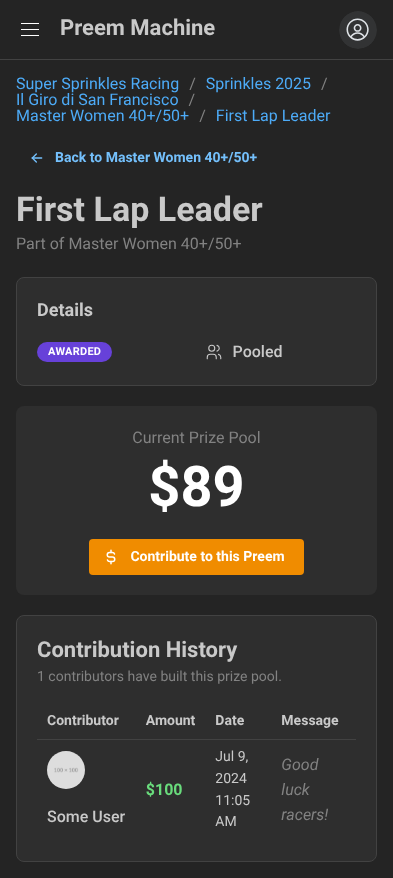 Preem Machine
Super Sprinkles Racing / Sprinkles 2025 /
Il Giro di San Francisco /
Master Women 40+/50+ / First Lap Leader
Back to Master Women 40+/50+
First Lap Leader
Part of Master Women 40+/50+
Details
AWARDED
Pooled
Current Prize Pool
$89
$ Contribute to this Preem
Contribution History
1 contributors have built this prize pool.
Contributor Amount Date Message
100 × 100
Some User
$100
Jul 9,
2024
11:05
AM
Good
luck
racers!